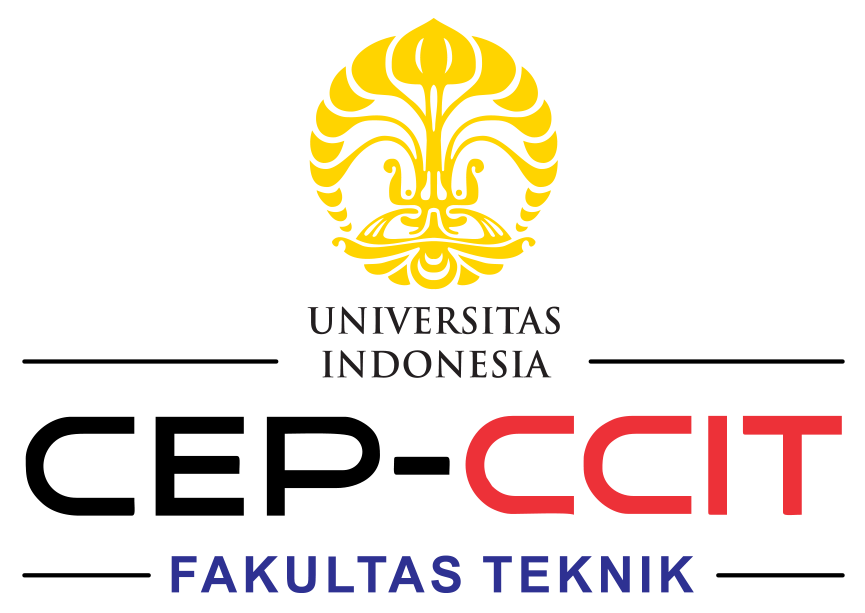 UNIVERSITAS
INDONESIA
CEP-CCIT
FAKULTAS TEKNIK